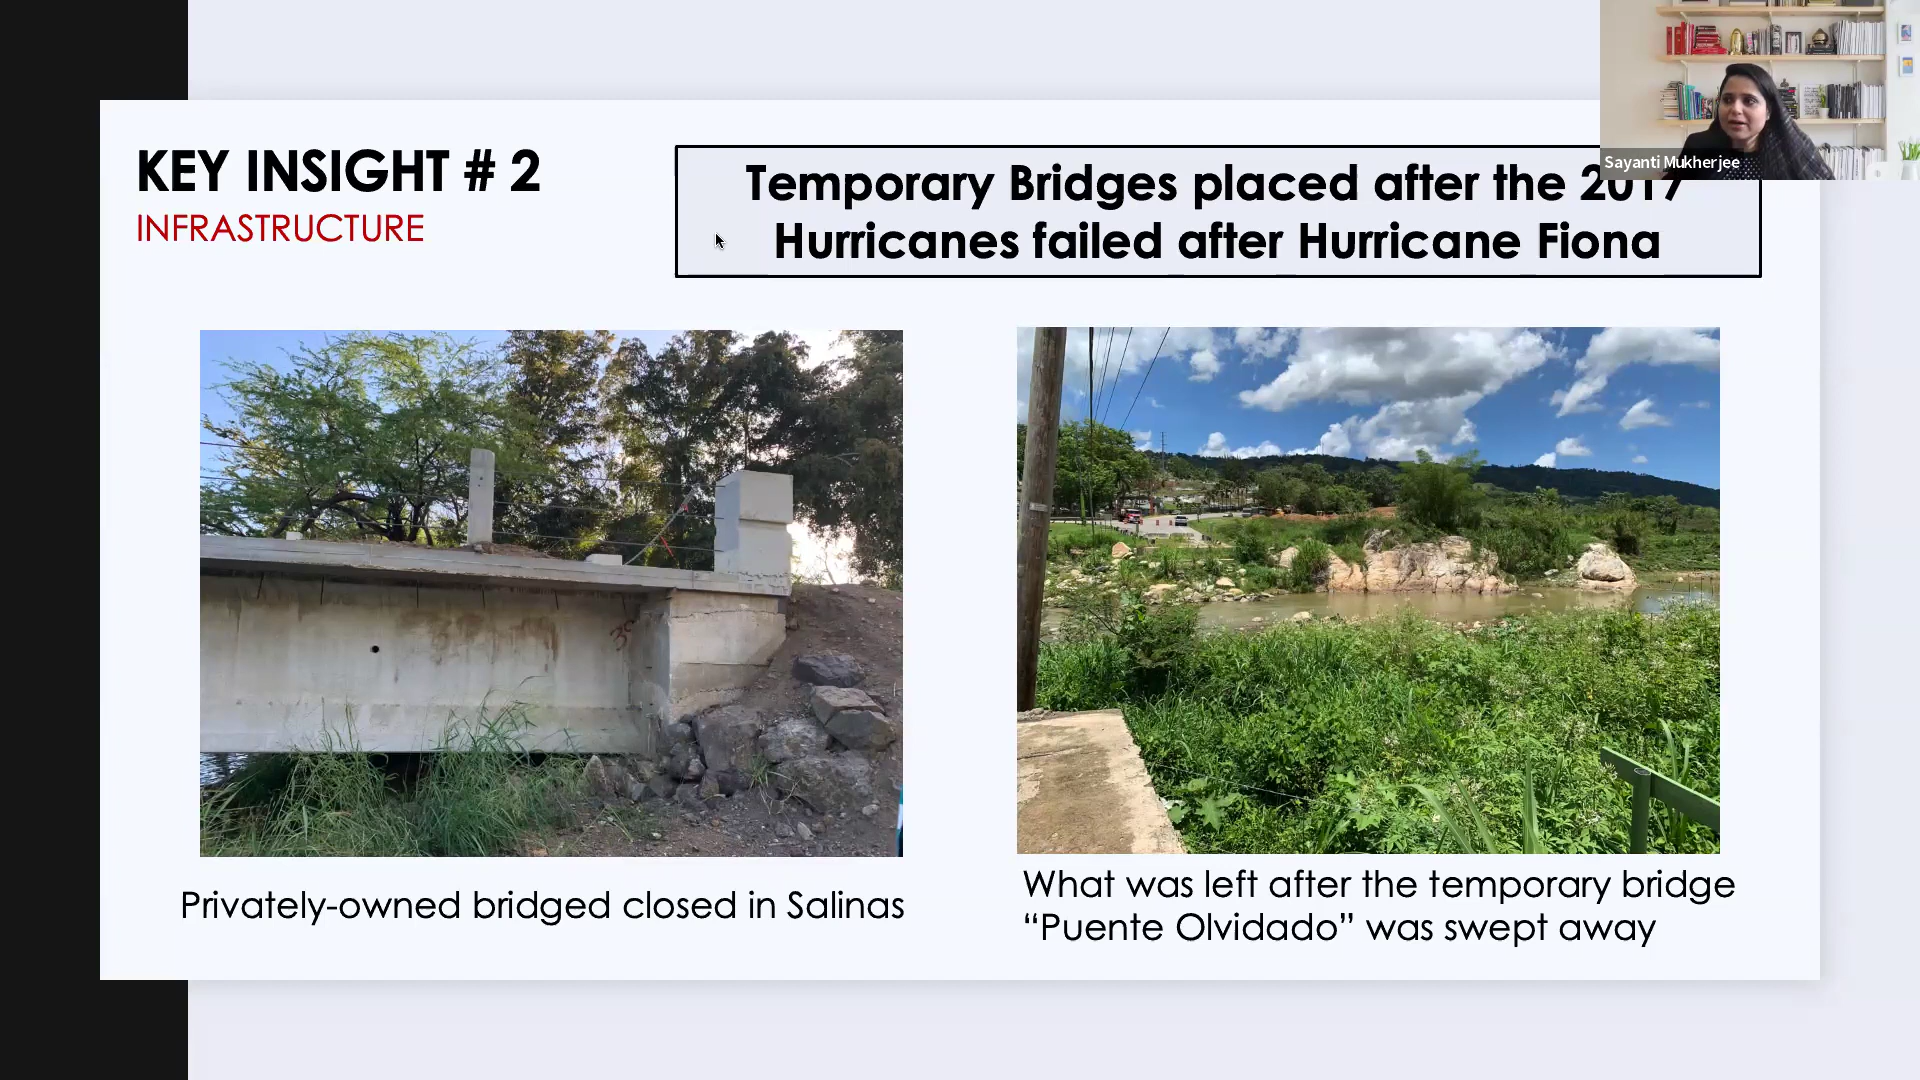 KEY INSIGHT # 2
INFRASTRUCTURE
Temporary Bridges placed after the 2017
Hurricanes failed after Hurricane Fiona
Sayanti Mukherjee
Privately-owned bridged closed in Salinas
What was left after the temporary bridge
“Puente Olvidado” was swept away